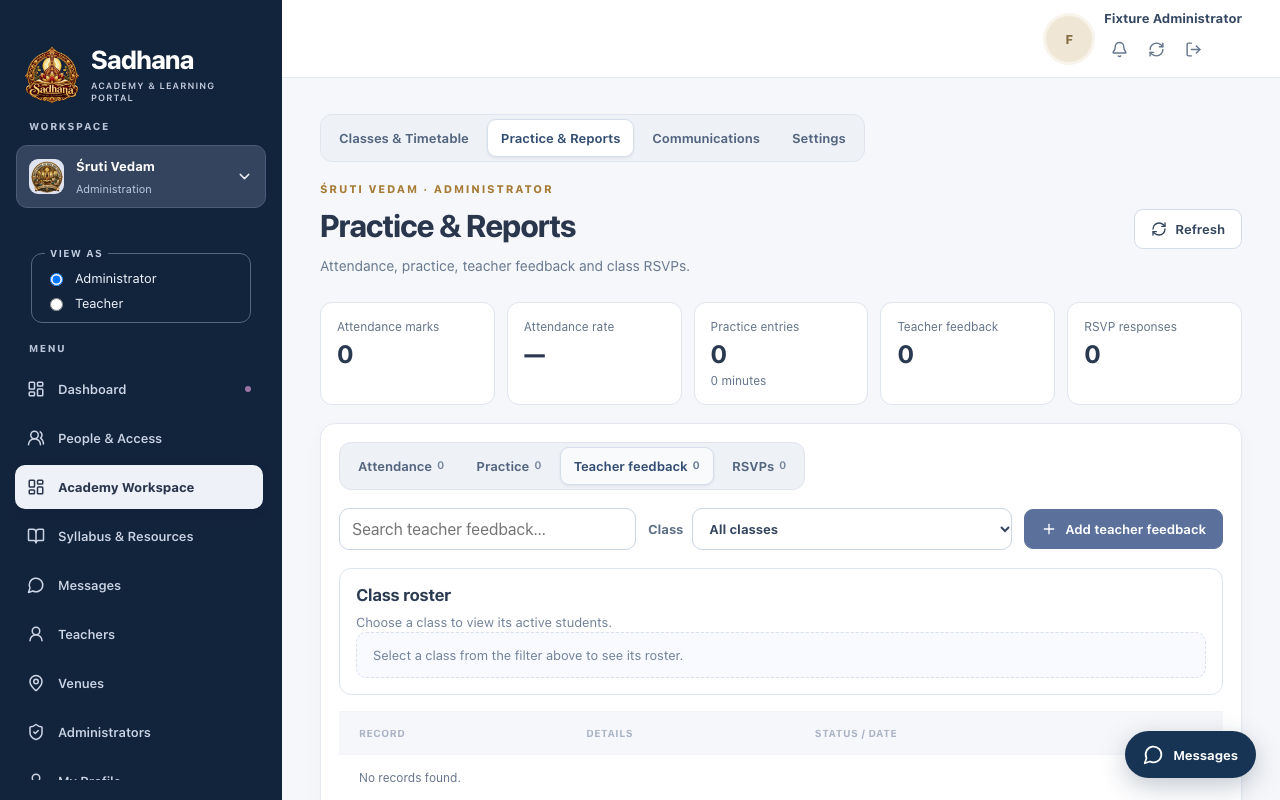 Sadhana
ACADEMY & LEARNING
PORTAL
Sadhana
WORKSPACE
Śruti Vedam
Administration
VIEW AS
Administrator
Teacher
MENU
Dashboard
People & Access
Academy Workspace
Syllabus & Resources
Messages
Teachers
Venues
Administrators
My Profile
F
Fixture Administrator
Classes & Timetable
Practice & Reports
Communications
Settings
ŚRUTI VEDAM · ADMINISTRATOR
Practice & Reports
Attendance, practice, teacher feedback and class RSVPs.
Refresh
Attendance marks
0
Attendance rate
—
Practice entries
0
0 minutes
Teacher feedback
0
RSVP responses
0
Attendance 0
Practice 0
Teacher feedback 0
RSVPs 0
Search teacher feedback...
Class
All classes
+ Add teacher feedback
Class roster
Choose a class to view its active students.
Select a class from the filter above to see its roster.
RECORD
DETAILS
STATUS / DATE
No records found.
Messages